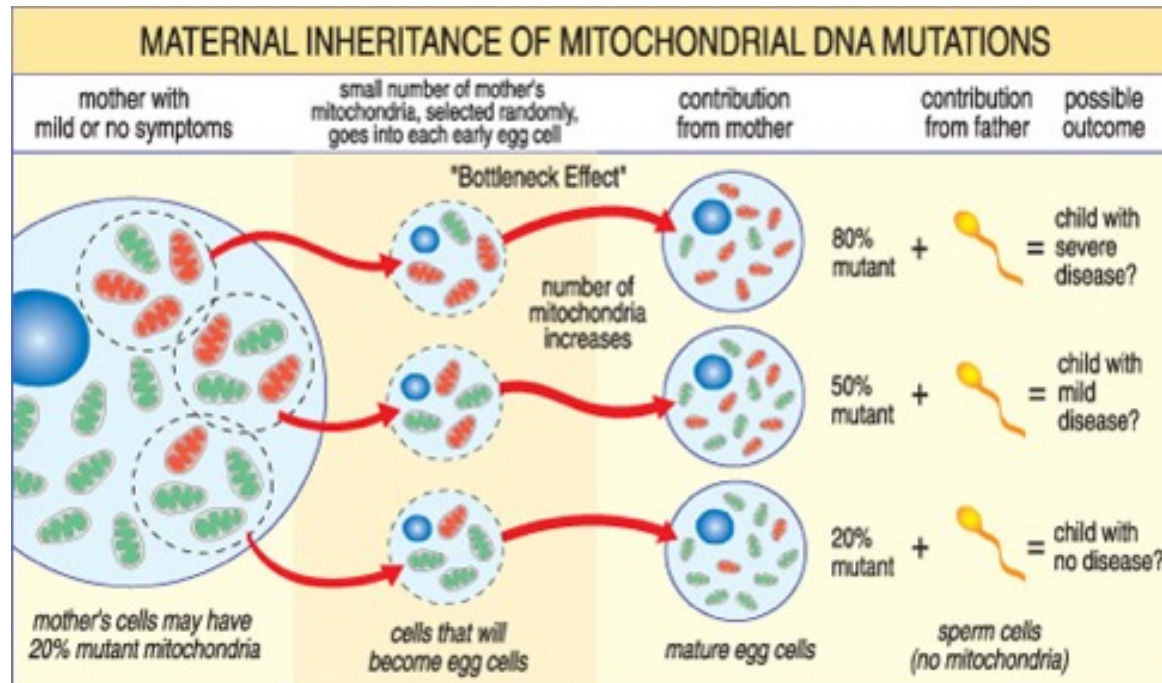 MATERNAL INHERITANCE OF MITOCHONDRIAL DNA MUTATIONS
mother with
mild or no symptoms
small number of mother's
mitochondria, selected randomly,
goes into each early egg cell
contribution
from mother
contribution
from father
possible
outcome
"Bottleneck Effect"
number of
mitochondria
increases
80%
mutant
+
=
child with
severe
disease?
50%
mutant
+
=
child with
mild
disease?
20%
mutant
+
=
child with
no disease?
mother's cells may have
20% mutant mitochondria
cells that will
become egg cells
mature egg cells
sperm cells
(no mitochondria)